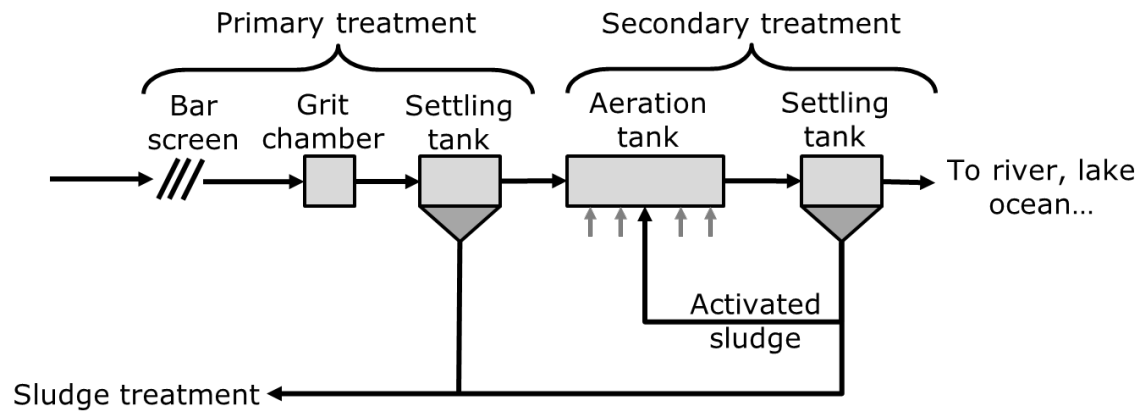 Primary treatment
Secondary treatment
Bar
screen
Grit
chamber
Settling
tank
Aeration
tank
Settling
tank
To river, lake
ocean...
Activated
sludge
Sludge treatment